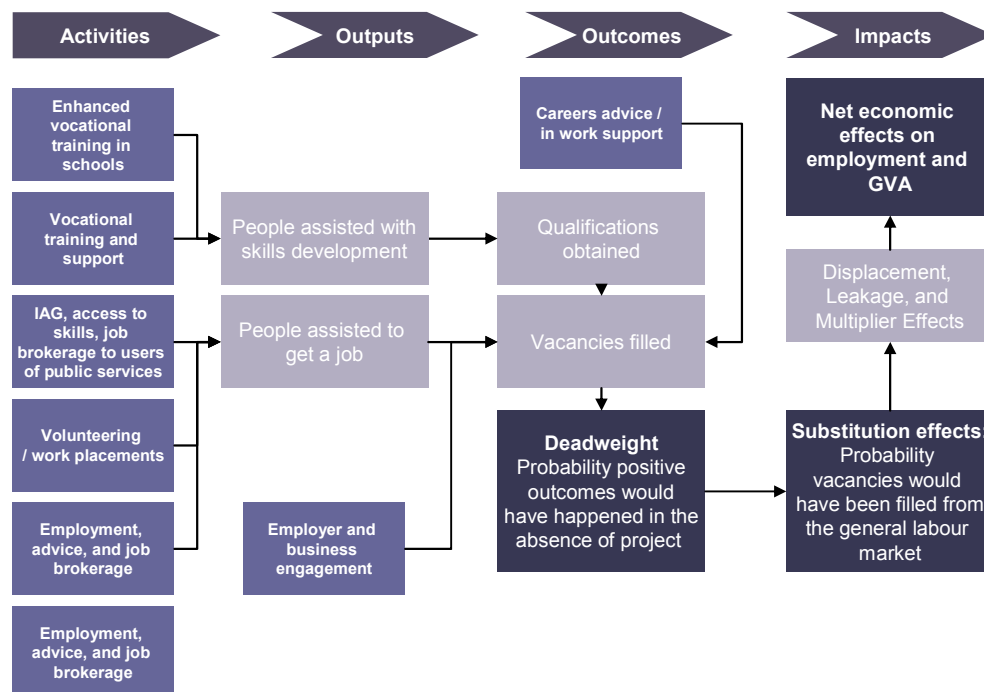 Activities
Outputs
Outcomes
Impacts
Enhanced
vocational
training in
schools
Vocational
training and
support
IAG, access to
skills, job
brokerage to users
of public services
Volunteering
/ work placements
Employment,
advice, and job
brokerage
Employment,
advice, and job
brokerage
People assisted with
skills development
People assisted to
get a job
Employer and
business
engagement
Careers advice /
in work support
Qualifications
obtained
Vacancies filled
Deadweight
Probability positive
outcomes would
have happened in the
absence of project
Net economic
effects on
employment and
GVA
Displacement,
Leakage, and
Multiplier Effects
Substitution effects:
Probability
vacancies would
have been filled from
the general labour
market